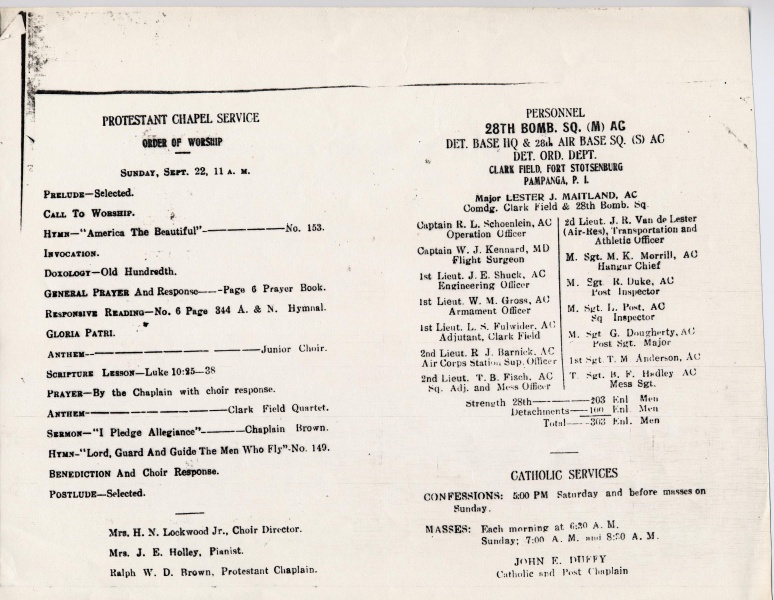 PROTESTANT CHAPEL SERVICE
ORDER OF WORSHIP
SUNDAY, SEPT. 22, 11 A. M.
PRELUDE—Selected.
CALL TO WORSHIP.
HYMN—"America The Beautiful"—No. 153.
INVOCATION.
DOXOLOGY—Old Hundredth.
GENERAL PRAYER And Response—-Page 6 Prayer Book.
RESPONSIVE READING—No. 6 Page 344 A. & N. Hymnal.
GLORIA PATRI.
ANTHEM—Junior Choir.
SCRIPTURE LESSON—Luke 10:25—38
PRAYER—By the Chaplain with choir response.
ANTHEM—Clark Field Quartet.
SERMON—"I Pledge Allegiance"—Chaplain Brown.
HYMN-"Lord, Guard And Guide The Men Who Fly"-No. 149.
BENEDICTION And Choir Response.
POSTLUDE—Selected.
Mrs. H. N. Lockwood Jr., Choir Director.
Mrs. J. E. Holley, Pianist.
Ralph W. D. Brown, Protestant Chaplain.
PERSONNEL
28TH BOMB. SQ. (M) AC
DET. BASE HQ & 28th AIR BASE SQ. (S) AC
DET. ORD. DEPT.
CLARK FIELD, FORT STOTSENBURG
PAMPANGA, P. I.
Major LESTER J. MAITLAND, AC
Comdg. Clark Field & 28th Bomb. Sq.
Captain R. L. Schoenlein, AC
Operation Officer
Captain W. J. Kennard, MD
Flight Surgeon
1st Lieut. J. E. Shuck, AC
Engineering Officer
1st Lieut. W. M. Gross, AC
Armament Officer
1st Lieut. L. S. Fulwider, AC
Adjutant, Clark Field
2nd Lieut. R J. Barnick, AC
Air Corps Station Sup. Officer
2nd Lieut. T. B. Fisch, AC
Sq. Adj. and Mess Officer
2d Lieut. J. R. Van de Lester
(Air-Res), Transportation and
Athletic Officer
M. Sgt. M. K. Morrill, AC
Hangar Chief
M. Sgt. R. Duke, AC
Post Inspector
M. Sgt. L. Post, AC
Sq Inspector
M. Sgt G. Dougherty, AC
Post Sgt. Major
1st Sgt T. M Anderson, AC
T Sgt. B. F. Hedley AC
Mess Sgt.
Strength 28th—203 Enl Men
Detachments—100 Enl. Men
Total—303 Enl. Men
CATHOLIC SERVICES
CONFESSIONS: 5:00 PM Saturday and before masses on
Sunday.
MASSES: Each morning at 6:30 A. M.
Sunday; 7:00 A. M. and 8:30 A. M.
JOHN E. DUFFY
Catholic and Post Chaplain